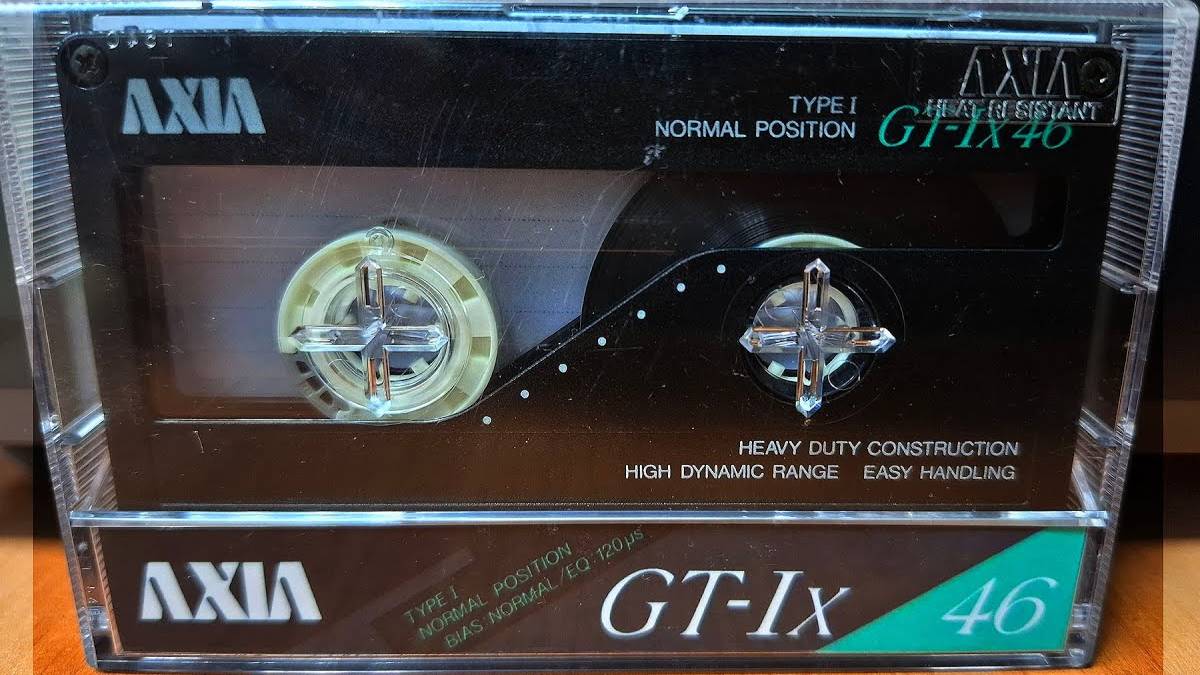 AXIA
AXIA
HEAT RESISTANT
TYPE I
NORMAL POSITION
GT-Ix 46
HEAVY DUTY CONSTRUCTION
HIGH DYNAMIC RANGE EASY HANDLING
AXIA
TYPE I
NORMAL POSITION
BIAS NORMAL/EQ 120μs
GT-Ix
46